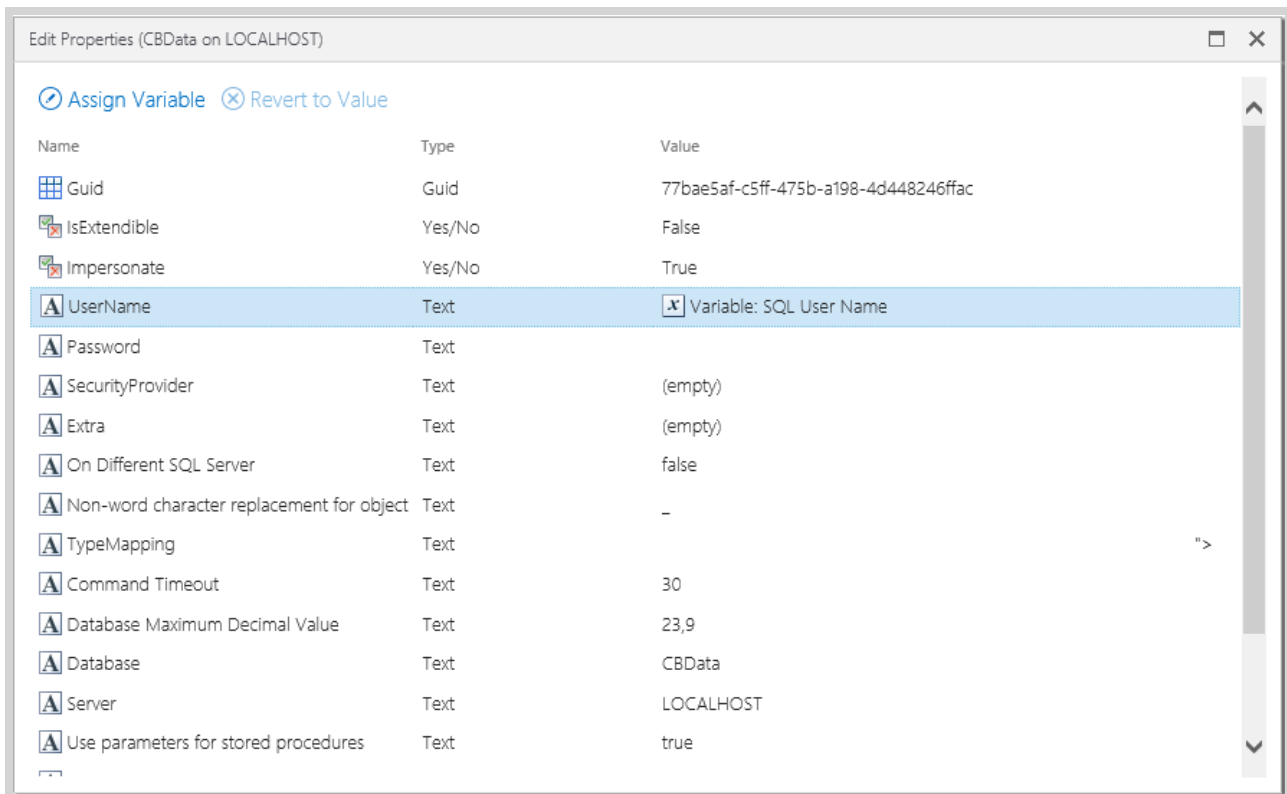 Edit Properties (CBData on LOCALHOST)
Assign Variable Revert to Value
Name Type Value
Guid Guid 77bae5af-c5ff-475b-a198-4d448246ffac
IsExtendible Yes/No False
Impersonate Yes/No True
UserName Text Variable: SQL User Name
Password Text
SecurityProvider Text (empty)
Extra Text (empty)
On Different SQL Server Text false
Non-word character replacement for object Text _
TypeMapping Text ">
Command Timeout Text 30
Database Maximum Decimal Value Text 23,9
Database Text CBData
Server Text LOCALHOST
Use parameters for stored procedures Text true